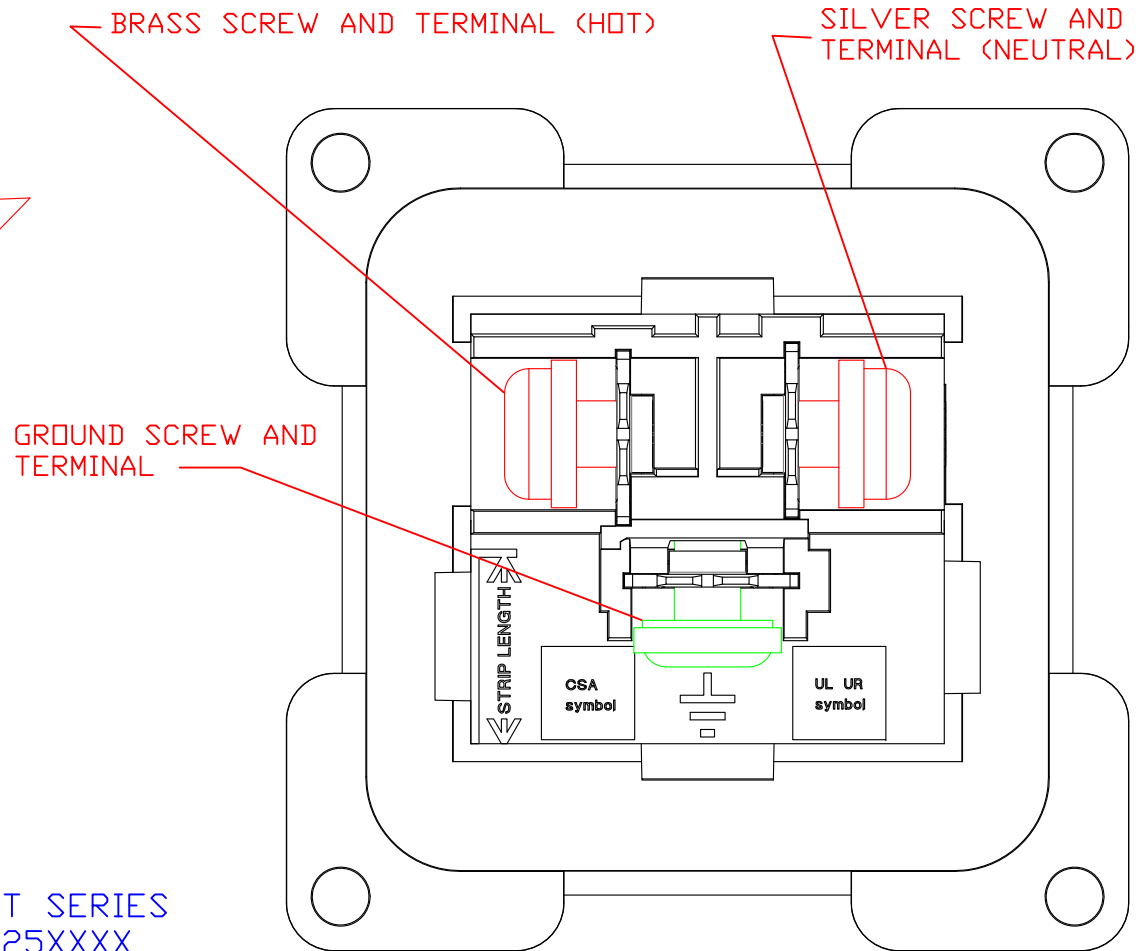 BRASS SCREW AND TERMINAL (HOT)
SILVER SCREW AND
TERMINAL (NEUTRAL)
GROUND SCREW AND
TERMINAL
STRIP LENGTH
CSA
symbol
UL UR
symbol
T SERIES
25XXXX